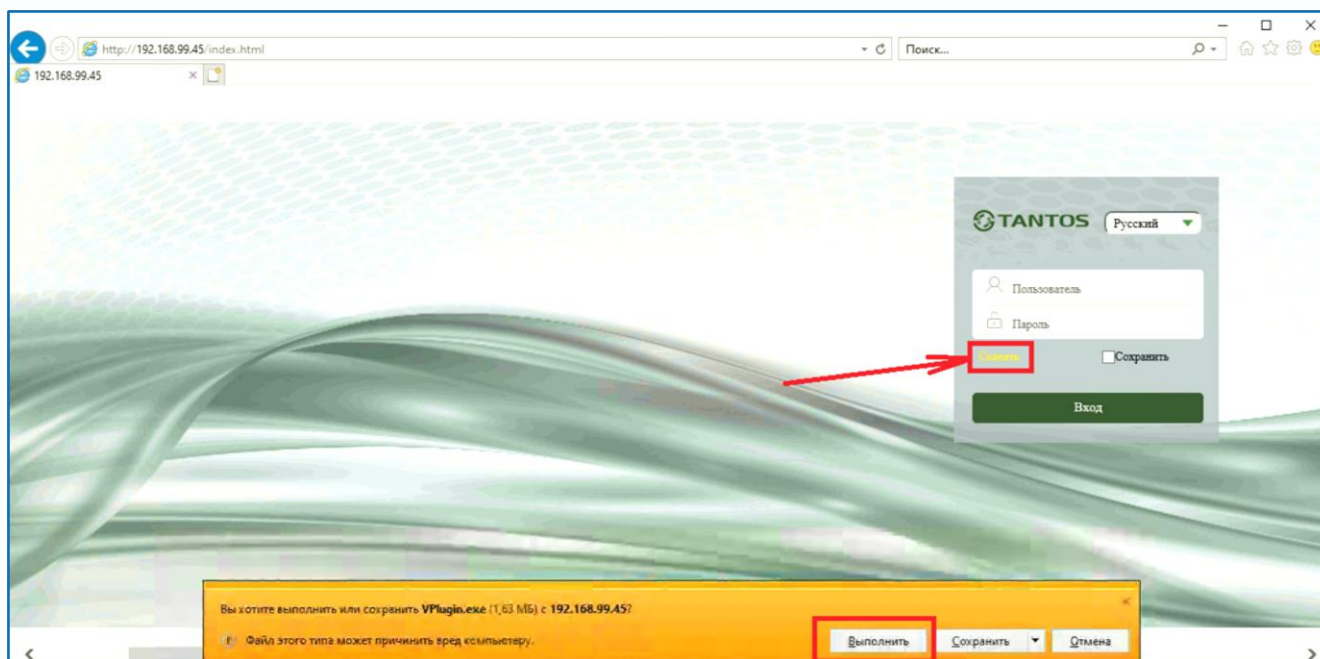 http://192.168.99.45/index.html
Поиск...
192.168.99.45
TANTOS
Русский
Пользователь
Пароль
Скачать
Сохранить
Вход
Вы хотите выполнить или сохранить VPlugin.exe (1,63 МБ) с 192.168.99.45?
Файл этого типа может причинить вред компьютеру.
Выполнить
Сохранить
Отмена